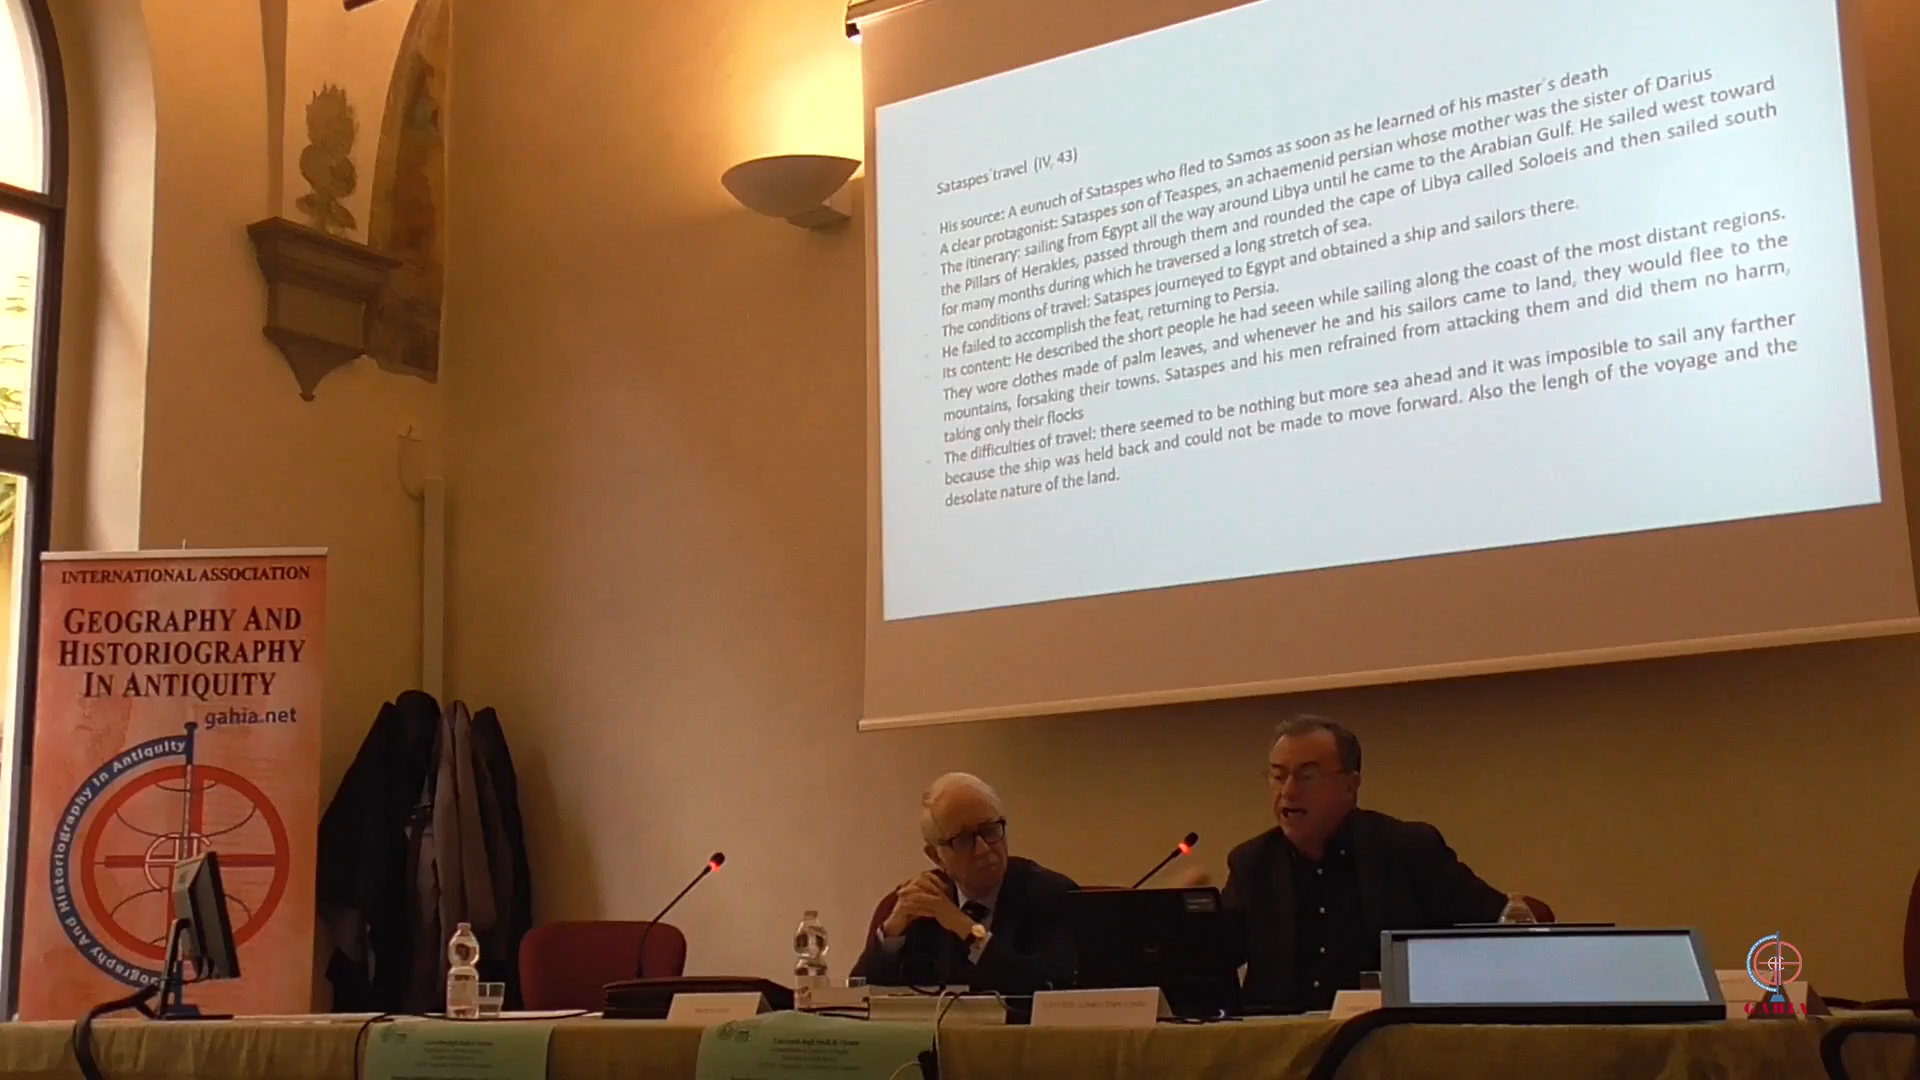 Sataspes´travel (IV, 43)
- His source: A eunuch of Sataspes who fled to Samos as soon as he learned of his master´s death
- A clear protagonist: Sataspes son of Teaspes, an achaemenid persian whose mother was the sister of Darius
- The itinerary: sailing from Egypt all the way around Libya until he came to the Arabian Gulf. He sailed west toward
the Pillars of Herakles, passed through them and rounded the cape of Libya called Soloeis and then sailed south
for many months during which he traversed a long stretch of sea.
- The conditions of travel: Sataspes journeyed to Egypt and obtained a ship and sailors there.
- He failed to accomplish the feat, returning to Persia.
- Its content: He described the short people he had seeen while sailing along the coast of the most distant regions.
They wore clothes made of palm leaves, and whenever he and his sailors came to land, they would flee to the
mountains, forsaking their towns. Sataspes and his men refrained from attacking them and did them no harm,
taking only their flocks
- The difficulties of travel: there seemed to be nothing but more sea ahead and it was imposible to sail any farther
because the ship was held back and could not be made to move forward. Also the lengh of the voyage and the
desolate nature of the land.
INTERNATIONAL ASSOCIATION
GEOGRAPHY AND
HISTORIOGRAPHY
IN ANTIQUITY
gahia.net
Geography And Historiography In Antiquity
GAHIA